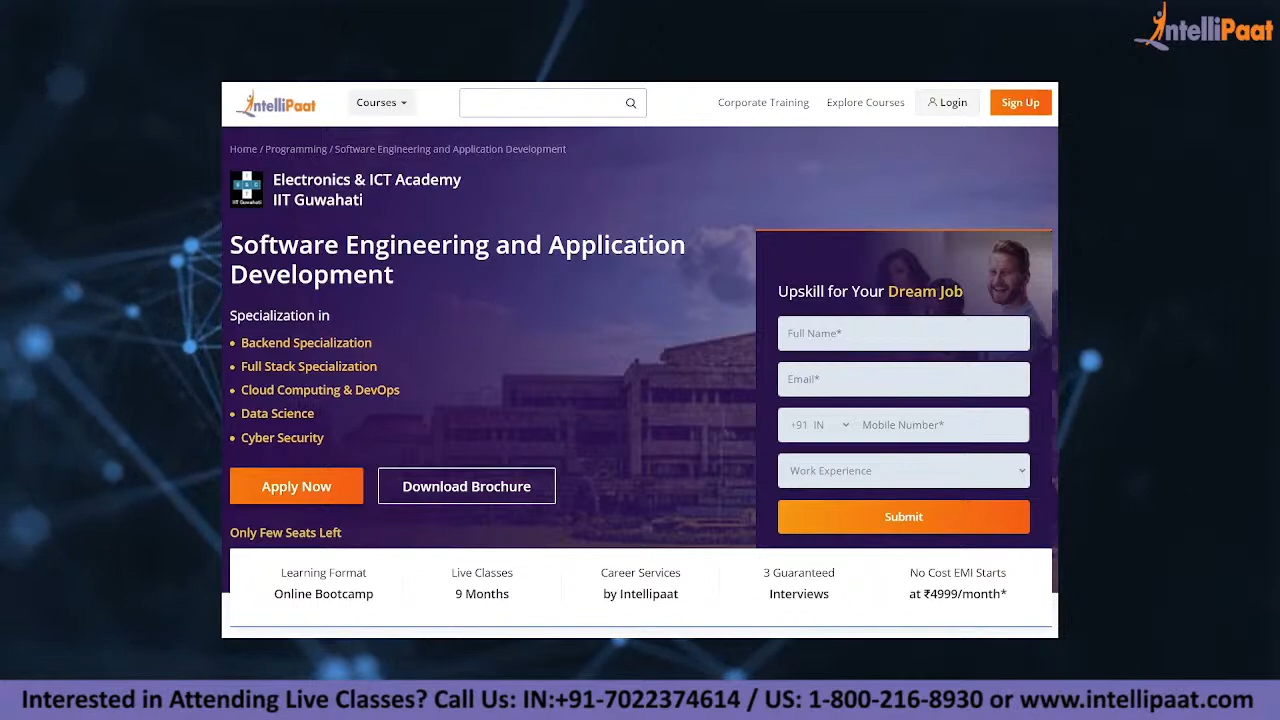 IntelliPaat
IntelliPaat
Courses
Corporate Training
Explore Courses
Login
Sign Up
Home / Programming / Software Engineering and Application Development
Electronics & ICT Academy
IIT Guwahati
IIT Guwahati
Software Engineering and Application
Development
Specialization in
Backend Specialization
Full Stack Specialization
Cloud Computing & DevOps
Data Science
Cyber Security
Apply Now
Download Brochure
Only Few Seats Left
Upskill for Your Dream Job
Full Name*
Email*
+91 IN
Mobile Number*
Work Experience
Submit
Learning Format
Online Bootcamp
Live Classes
9 Months
Career Services
by Intellipaat
3 Guaranteed
Interviews
No Cost EMI Starts
at ₹4999/month*
Interested in Attending Live Classes? Call Us: IN:+91-7022374614 / US: 1-800-216-8930 or www.intellipaat.com